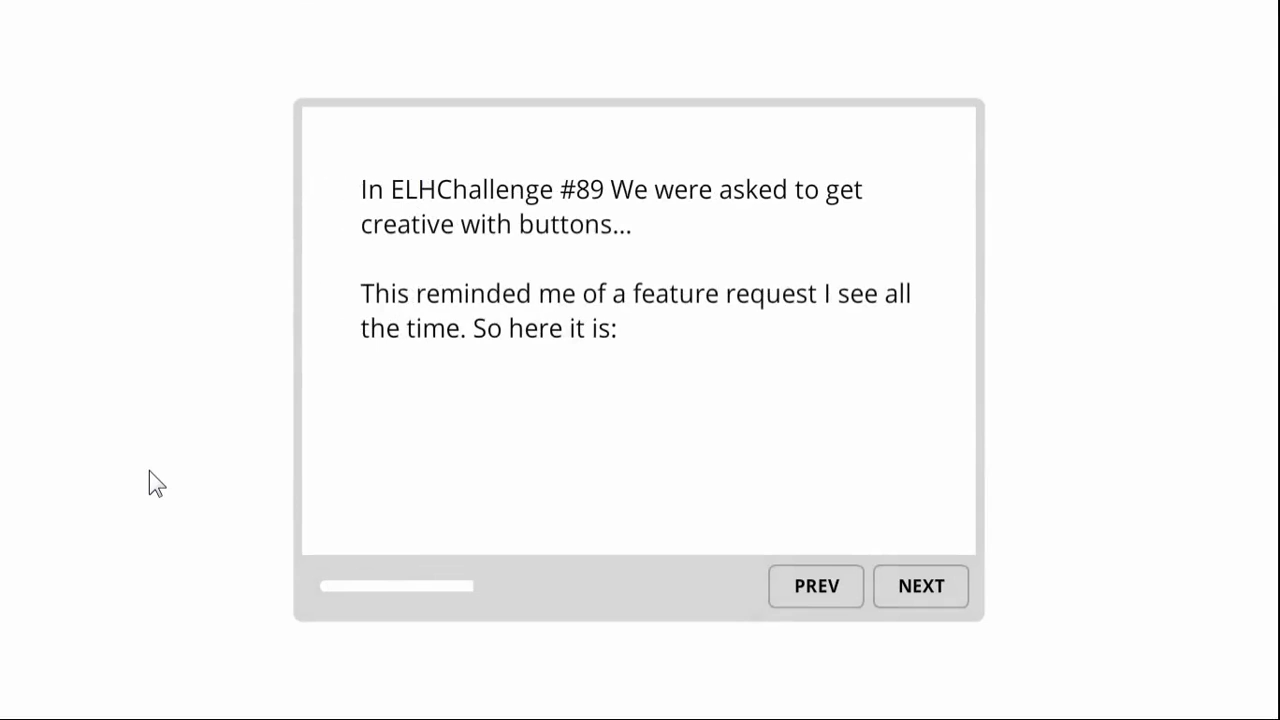 In ELHChallenge #89 We were asked to get
creative with buttons...
This reminded me of a feature request I see all
the time. So here it is:
PREV
NEXT